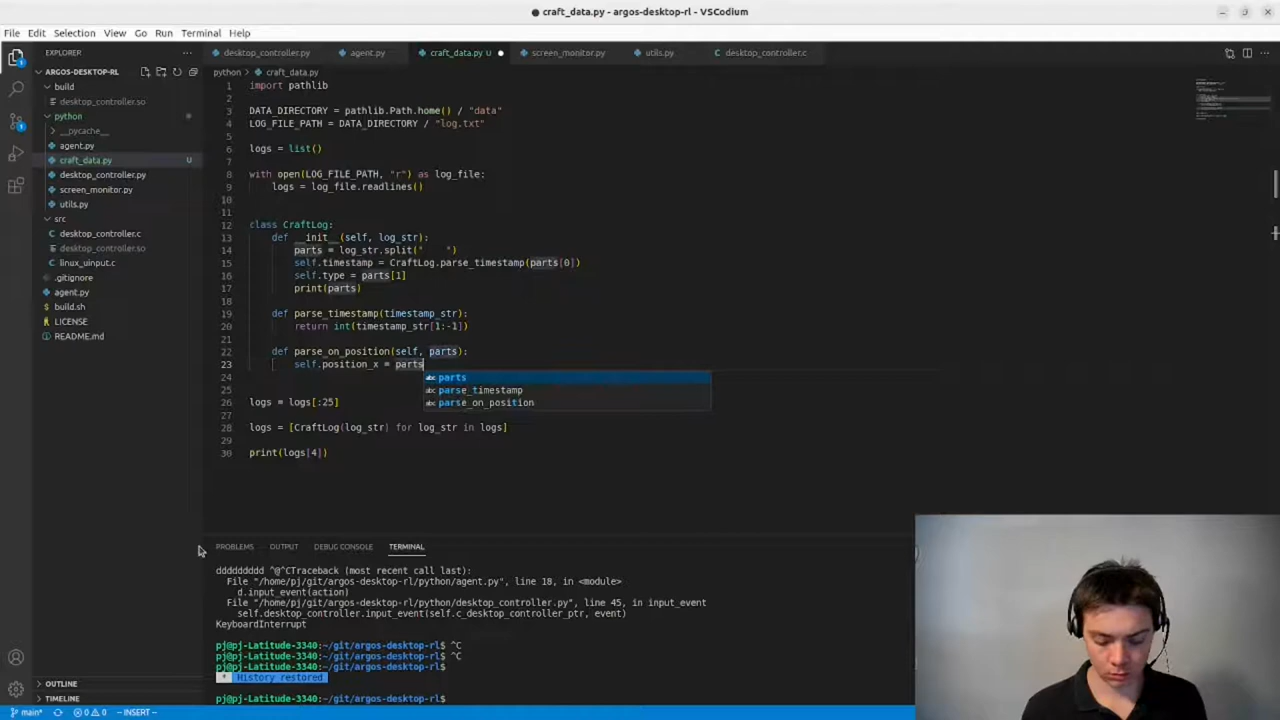 craft_data.py - argos-desktop-rl - VSCodium
File Edit Selection View Go Run Terminal Help
EXPLORER
desktop_controller.py agent.py craft_data.py U screen_monitor.py utils.py desktop_controller.c
ARGOS-DESKTOP-RL
python > craft_data.py
build
desktop_controller.so
python
__pycache__
agent.py
craft_data.py U
desktop_controller.py
screen_monitor.py
utils.py
src
desktop_controller.c
desktop_controller.so
linux_uinput.c
.gitignore
agent.py
build.sh
LICENSE
README.md
1 import pathlib
2
3 DATA_DIRECTORY = pathlib.Path.home() / "data"
4 LOG_FILE_PATH = DATA_DIRECTORY / "log.txt"
5
6 logs = list()
7
8 with open(LOG_FILE_PATH, "r") as log_file:
9 logs = log_file.readlines()
10
11
12 class CraftLog:
13 def __init__(self, log_str):
14 parts = log_str.split("    ")
15 self.timestamp = CraftLog.parse_timestamp(parts[0])
16 self.type = parts[1]
17 print(parts)
18
19 def parse_timestamp(timestamp_str):
20 return int(timestamp_str[1:-1])
21
22 def parse_on_position(self, parts):
23 self.position_x = parts
24
abc parts
25
abc parse_timestamp
26 logs = logs[:25]
abc parse_on_position
27
28 logs = [CraftLog(log_str) for log_str in logs]
29
30 print(logs[4])
PROBLEMS OUTPUT DEBUG CONSOLE TERMINAL
ddddddddd ^@^CTraceback (most recent call last):
File "/home/pj/git/argos-desktop-rl/python/agent.py", line 18, in <module>
d.input_event(action)
File "/home/pj/git/argos-desktop-rl/python/desktop_controller.py", line 45, in input_event
self.desktop_controller.input_event(self.c_desktop_controller_ptr, event)
KeyboardInterrupt
pj@pj-Latitude-3340:~/git/argos-desktop-rl$ ^C
pj@pj-Latitude-3340:~/git/argos-desktop-rl$ ^C
pj@pj-Latitude-3340:~/git/argos-desktop-rl$
* History restored
pj@pj-Latitude-3340:~/git/argos-desktop-rl$
OUTLINE
TIMELINE
main* 0 0 -- INSERT --